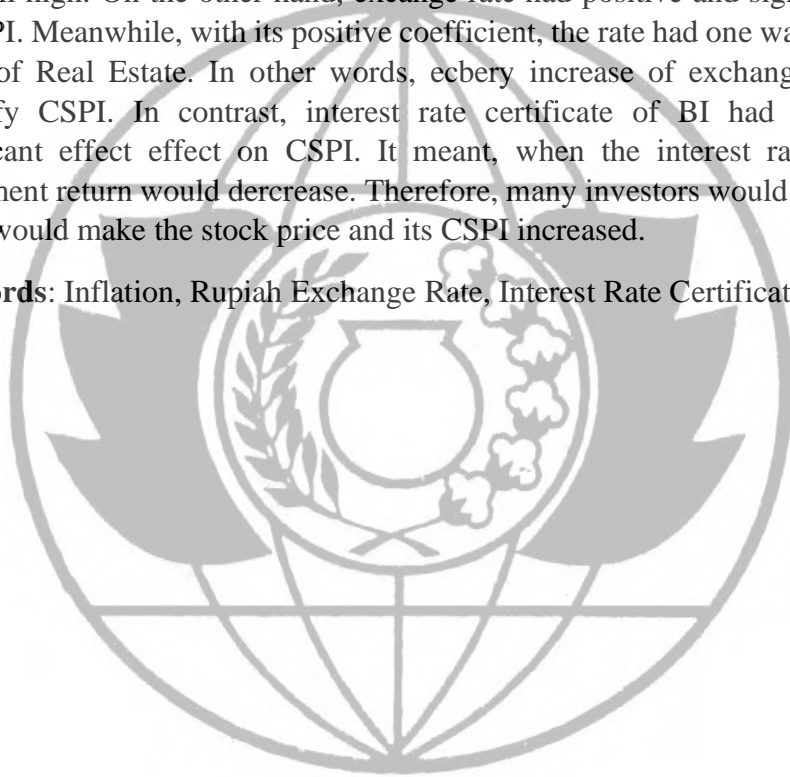 high. On the other hand, excange rate had positive and sig
PI. Meanwhile, with its positive coefficient, the rate had one wa
of Real Estate. In other words, ecbery increase of exchang
fy CSPI. In contrast, interest rate certificate of BI had
cant effect effect on CSPI. It meant, when the interest ra
ment return would dercrease. Therefore, many investors would
would make the stock price and its CSPI increased.
ords: Inflation, Rupiah Exchange Rate, Interest Rate Certificat